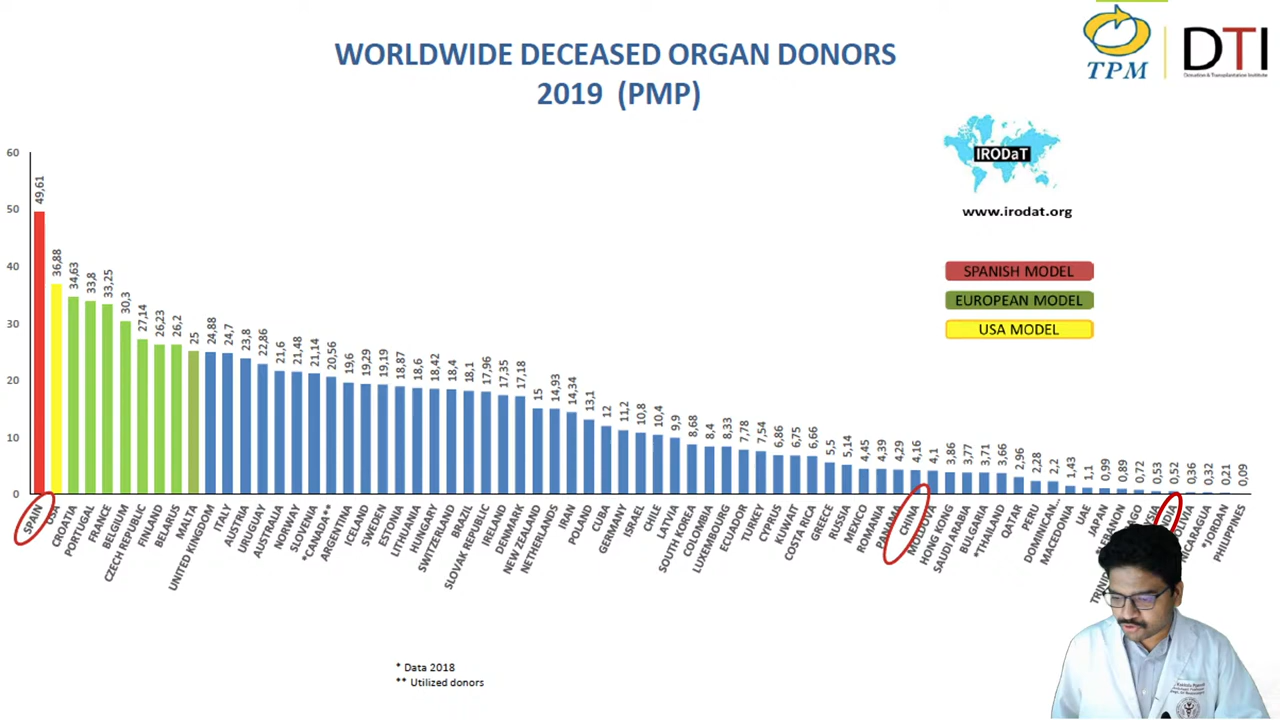 WORLDWIDE DECEASED ORGAN DONORS
2019 (PMP)
TPM
DTI
Donation & Transplantation Institute
IRODaT
www.irodat.org
SPANISH MODEL
EUROPEAN MODEL
USA MODEL
60
50
40
30
20
10
0
49,61
36,88
34,63
33,8
33,25
30,3
27,14
26,23
26,2
25
24,88
24,7
23,8
22,86
21,6
21,48
21,14
20,56
19,6
19,29
19,19
18,87
18,6
18,42
18,4
18,1
17,96
17,35
17,18
15
14,93
14,34
13,1
12
11,2
10,8
10,4
9,9
8,68
8,4
8,33
7,78
7,54
6,86
6,75
6,66
5,5
5,14
4,45
4,39
4,29
4,16
4,1
3,86
3,77
3,71
3,66
2,96
2,28
2,2
1,43
1,1
0,99
0,89
0,72
0,53
0,52
0,36
0,32
0,21
0,09
SPAIN
USA
CROATIA
PORTUGAL
FRANCE
BELGIUM
CZECH REPUBLIC
FINLAND
BELARUS
MALTA
UNITED KINGDOM
ITALY
AUSTRIA
URUGUAY
AUSTRALIA
NORWAY
SLOVENIA
*CANADA**
ARGENTINA
ICELAND
SWEDEN
ESTONIA
LITHUANIA
HUNGARY
SWITZERLAND
BRAZIL
SLOVAK REPUBLIC
IRELAND
DENMARK
NEW ZEALAND
NETHERLANDS
IRAN
POLAND
CUBA
GERMANY
ISRAEL
CHILE
LATVIA
SOUTH KOREA
COLOMBIA
LUXEMBOURG
ECUADOR
TURKEY
CYPRUS
KUWAIT
COSTA RICA
GREECE
RUSSIA
MEXICO
ROMANIA
PANAMA
CHINA
MOLDOVA
HONG KONG
SAUDI ARABIA
BULGARIA
*THAILAND
QATAR
PERU
DOMINICAN...
MACEDONIA
UAE
JAPAN
*LEBANON
NICARAGUA
*JORDAN
PHILIPPINES
* Data 2018
** Utilized donors